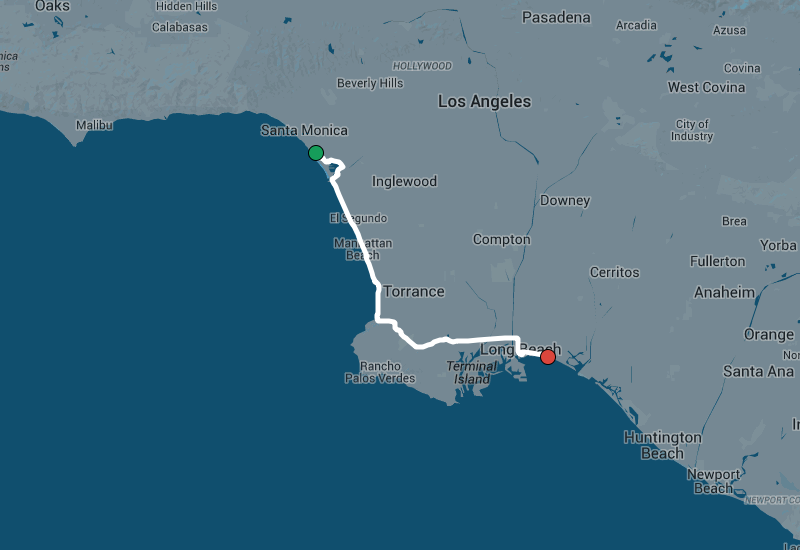 Oaks
Hidden Hills
Calabasas
Pasadena
Arcadia
Azusa
HOLLYWOOD
Beverly Hills
Covina
West Covina
Los Angeles
Malibu
Santa Monica
City of
Industry
Inglewood
Downey
El Segundo
Brea
Manhattan
Beach
Compton
Yorba
Fullerton
Cerritos
Torrance
Anaheim
Orange
Long Beach
Rancho
Palos Verdes
Terminal
Island
Santa Ana
Huntington
Beach
Newport
Beach
NEWPORT CO